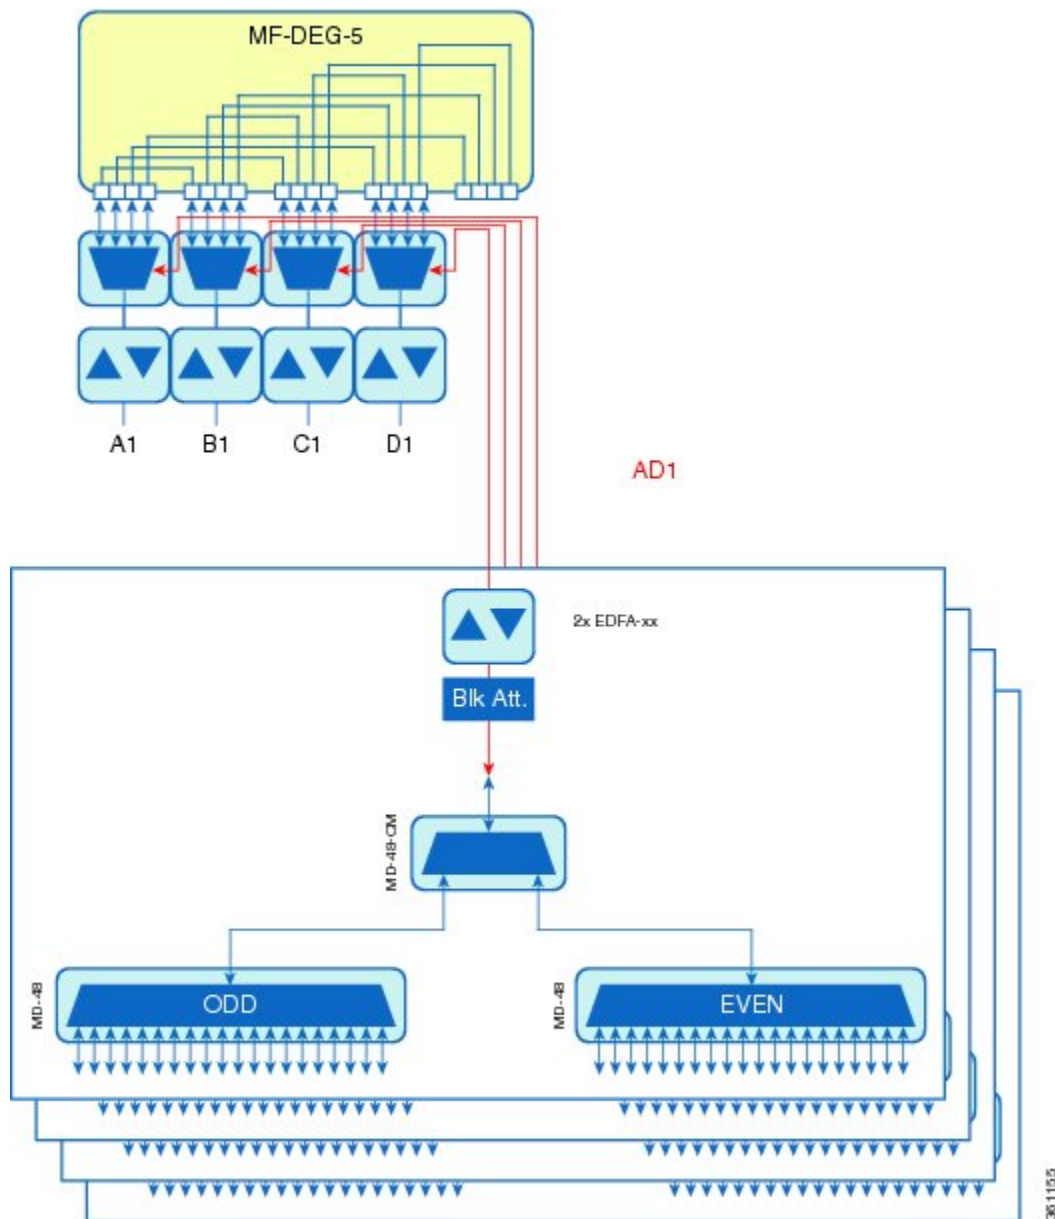 MF-DEG-5
A1
B1
C1
D1
AD1
2x EDFA-xx
Blk Att.
MD-48-CM
MD-48
ODD
MD-48
EVEN
361155